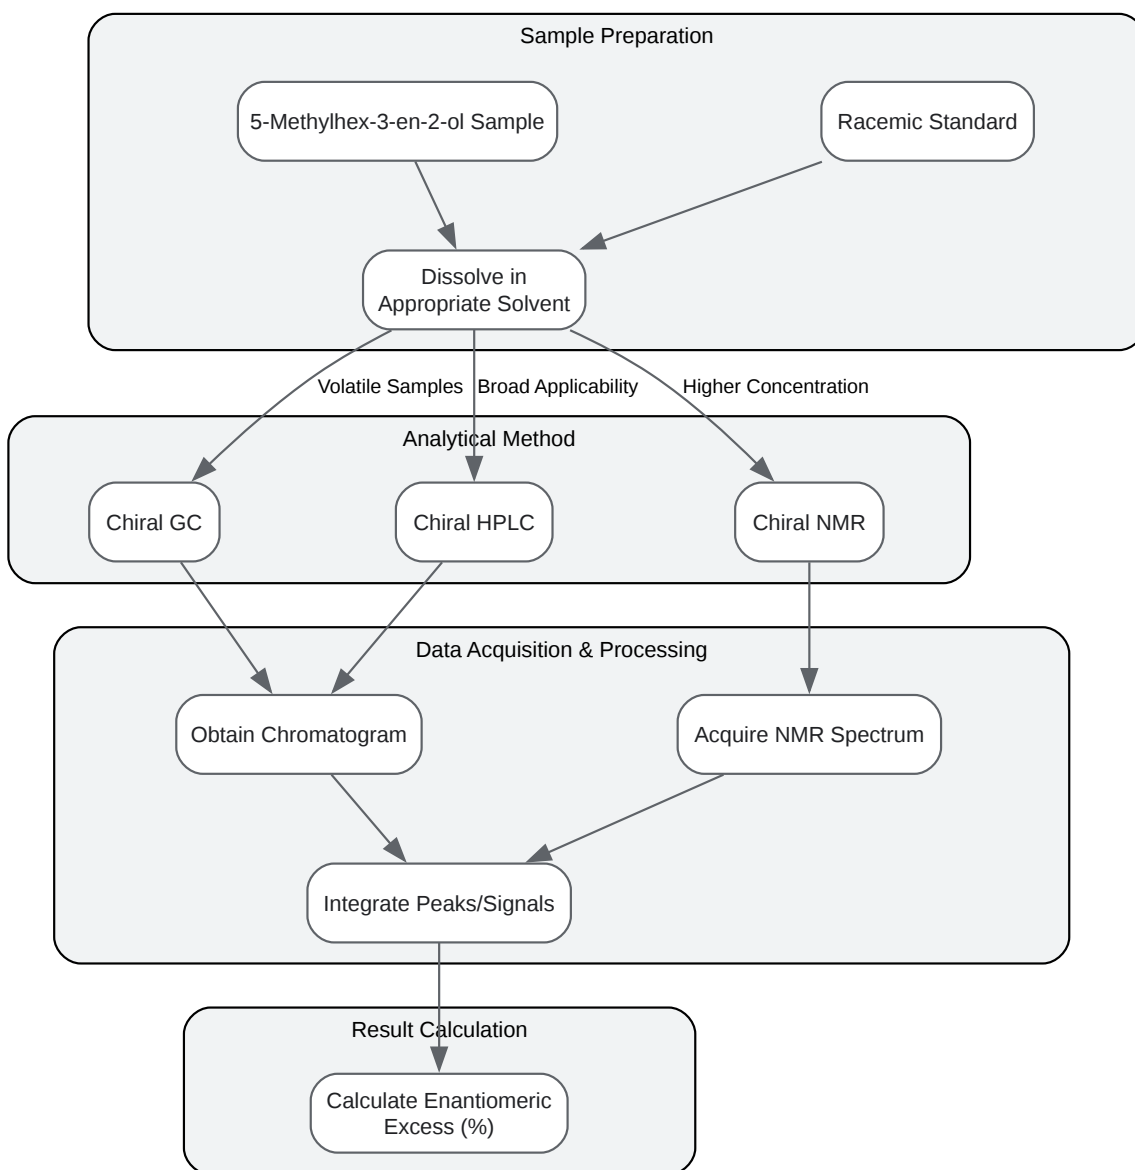 Sample Preparation
5-Methylhex-3-en-2-ol Sample
Racemic Standard
Dissolve in
Appropriate Solvent
Volatile Samples
Broad Applicability
Higher Concentration
Analytical Method
Chiral GC
Chiral HPLC
Chiral NMR
Data Acquisition & Processing
Obtain Chromatogram
Acquire NMR Spectrum
Integrate Peaks/Signals
Result Calculation
Calculate Enantiomeric
Excess (%)